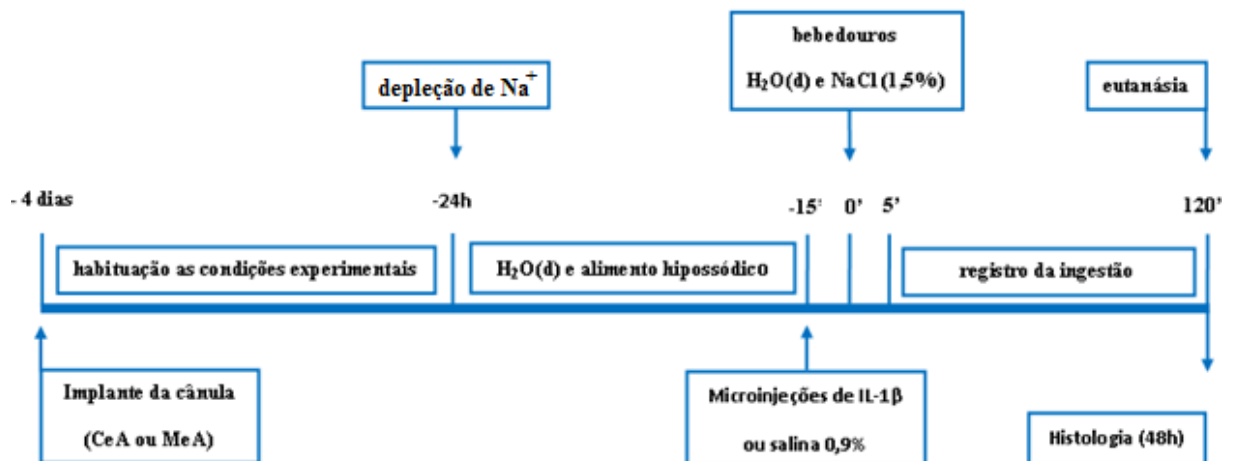 bebedouros
H₂O(d) e NaCl (1,5%)
depleção de Na⁺
eutanásia
- 4 dias
-24h
-15'
0'
5'
120'
habituação as condições experimentais
H₂O(d) e alimento hipossódico
registro da ingestão
Implante da cânula
(CeA ou MeA)
Microinjeções de IL-1β
ou salina 0,9%
Histologia (48h)